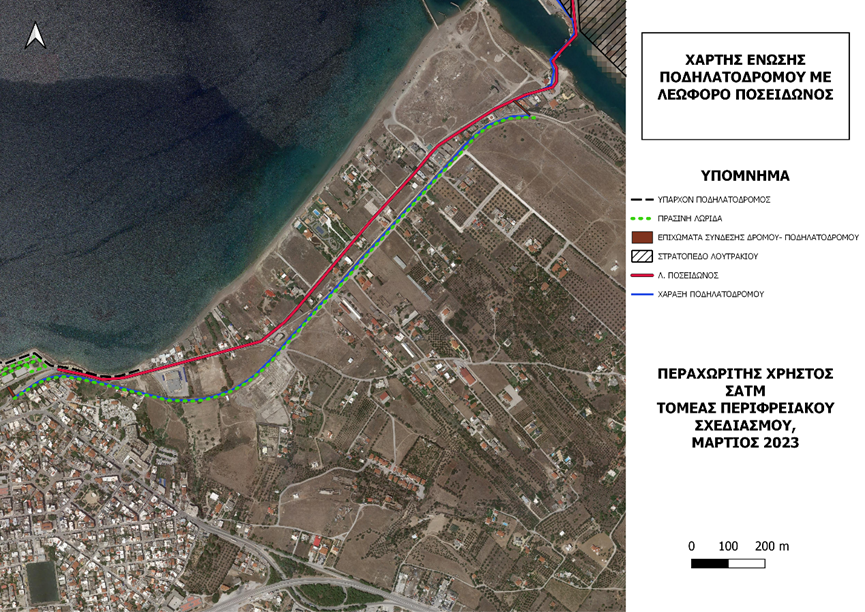 ΧΑΡΤΗΣ ΕΝΩΣΗΣ
ΠΟΔΗΛΑΤΟΔΡΟΜΟΥ ΜΕ
ΛΕΩΦΟΡΟ ΠΟΣΕΙΔΩΝΟΣ
ΥΠΟΜΝΗΜΑ
ΥΠΑΡΧΟΝ ΠΟΔΗΛΑΤΟΔΡΟΜΟΣ
ΠΡΑΣΙΝΗ ΛΩΡΙΔΑ
ΕΠΙΧΩΜΑΤΑ ΣΥΝΔΕΣΗΣ ΔΡΟΜΟΥ- ΠΟΔΗΛΑΤΟΔΡΟΜΟΥ
ΣΤΡΑΤΟΠΕΔΟ ΛΟΥΤΡΑΚΙΟΥ
Λ. ΠΟΣΕΙΔΩΝΟΣ
ΧΑΡΑΞΗ ΠΟΔΗΛΑΤΟΔΡΟΜΟΥ
ΠΕΡΑΧΩΡΙΤΗΣ ΧΡΗΣΤΟΣ
ΣΑΤΜ
ΤΟΜΕΑΣ ΠΕΡΙΦΡΕΙΑΚΟΥ
ΣΧΕΔΙΑΣΜΟΥ,
ΜΑΡΤΙΟΣ 2023
0 100 200 m